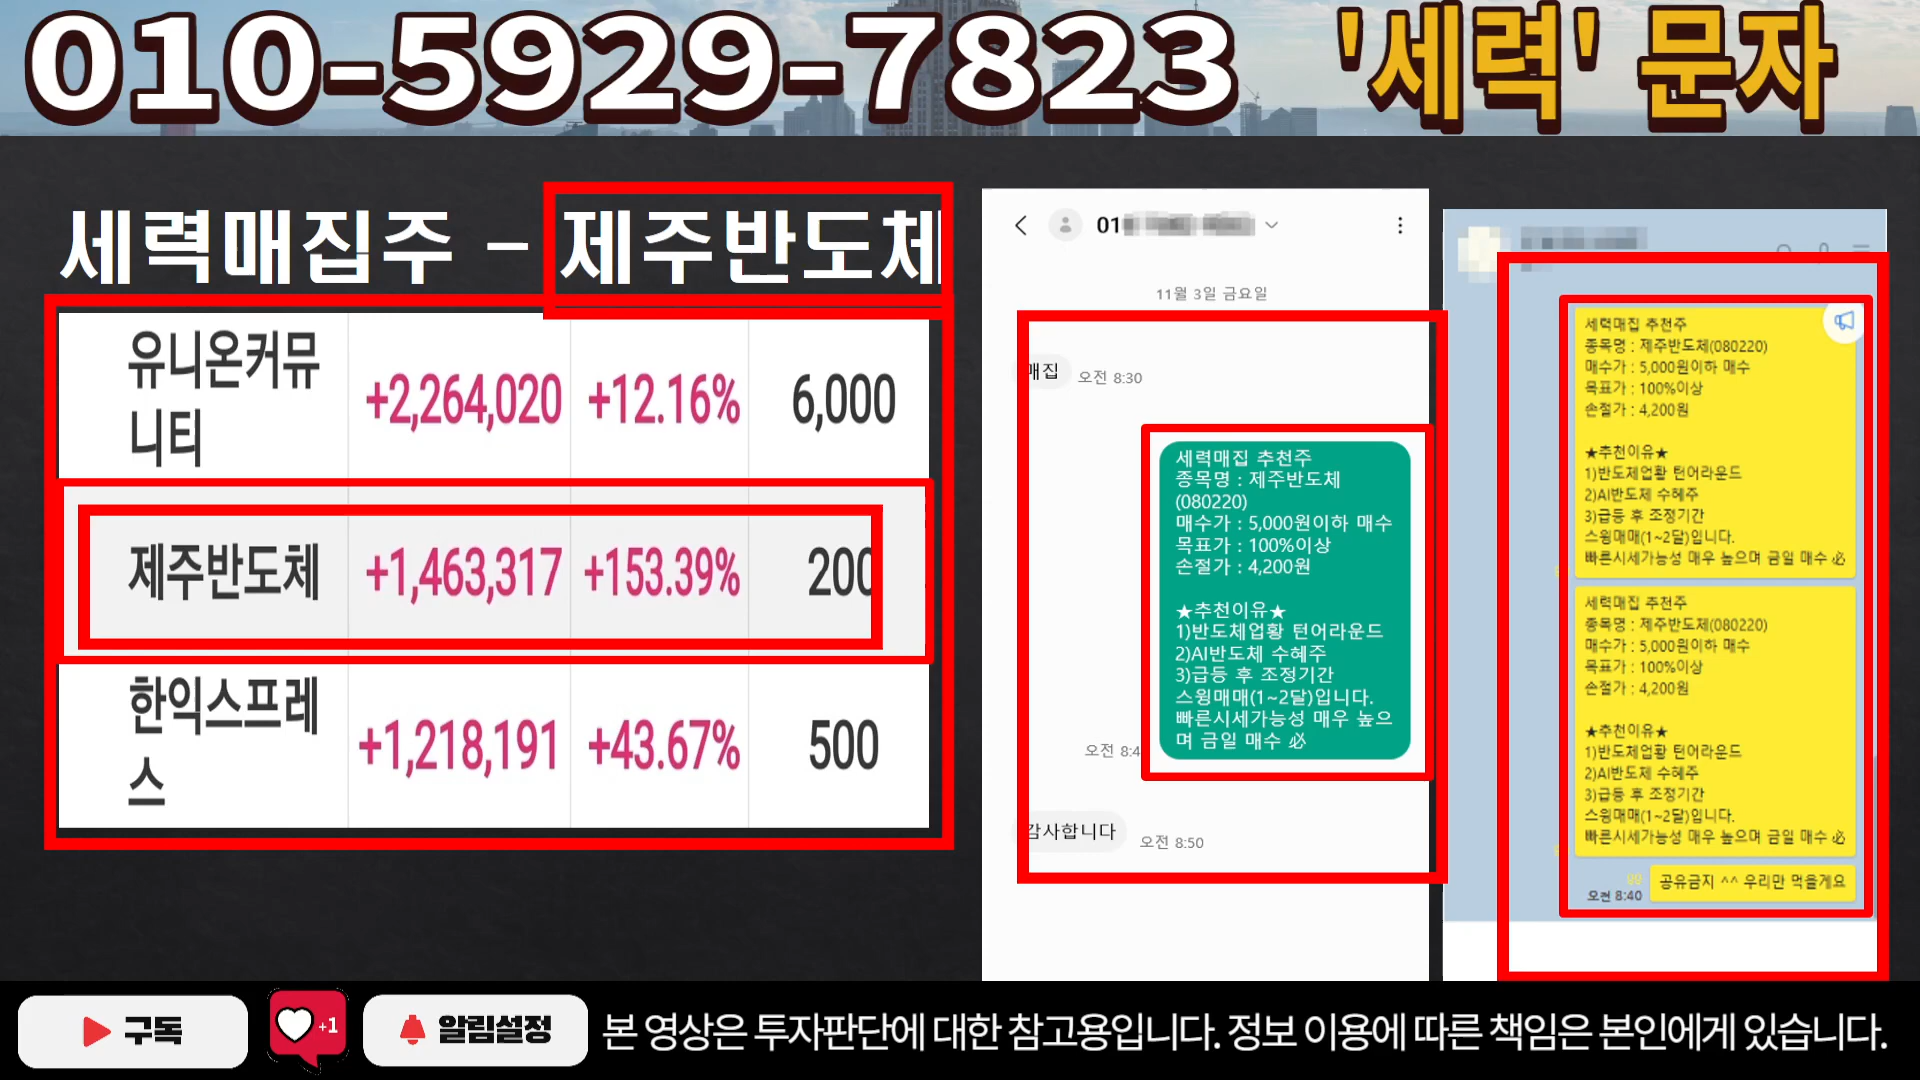 010-5929-7823 '세력' 문자
세력매집주 - 제주반도체
유니온커뮤
니티
+2,264,020 +12.16% 6,000
제주반도체 +1,463,317 +153.39% 200
한익스프레
스
+1,218,191 +43.67% 500
01
11월 3일 금요일
매집 오전 8:30
세력매집 추천주
종목명 : 제주반도체
(080220)
매수가 : 5,000원이하 매수
목표가 : 100%이상
손절가 : 4,200원
★추천이유★
1)반도체업황 턴어라운드
2)AI반도체 수혜주
3)급등 후 조정기간
스윙매매(1~2달)입니다.
빠른시세가능성 매우 높으
며 금일 매수 必
오전 8:4
감사합니다 오전 8:50
세력매집 추천주
종목명 : 제주반도체(080220)
매수가 : 5,000원이하 매수
목표가 : 100%이상
손절가 : 4,200원
★추천이유★
1)반도체업황 턴어라운드
2)AI반도체 수혜주
3)급등 후 조정기간
스윙매매(1~2달)입니다.
빠른시세가능성 매우 높으며 금일 매수 必
세력매집 추천주
종목명 : 제주반도체(080220)
매수가 : 5,000원이하 매수
목표가 : 100%이상
손절가 : 4,200원
★추천이유★
1)반도체업황 턴어라운드
2)AI반도체 수혜주
3)급등 후 조정기간
스윙매매(1~2달)입니다.
빠른시세가능성 매우 높으며 금일 매수 必
오전 8:40 공유금지 ^^ 우리만 먹을게요
구독 +1 알림설정 본 영상은 투자판단에 대한 참고용입니다. 정보 이용에 따른 책임은 본인에게 있습니다.